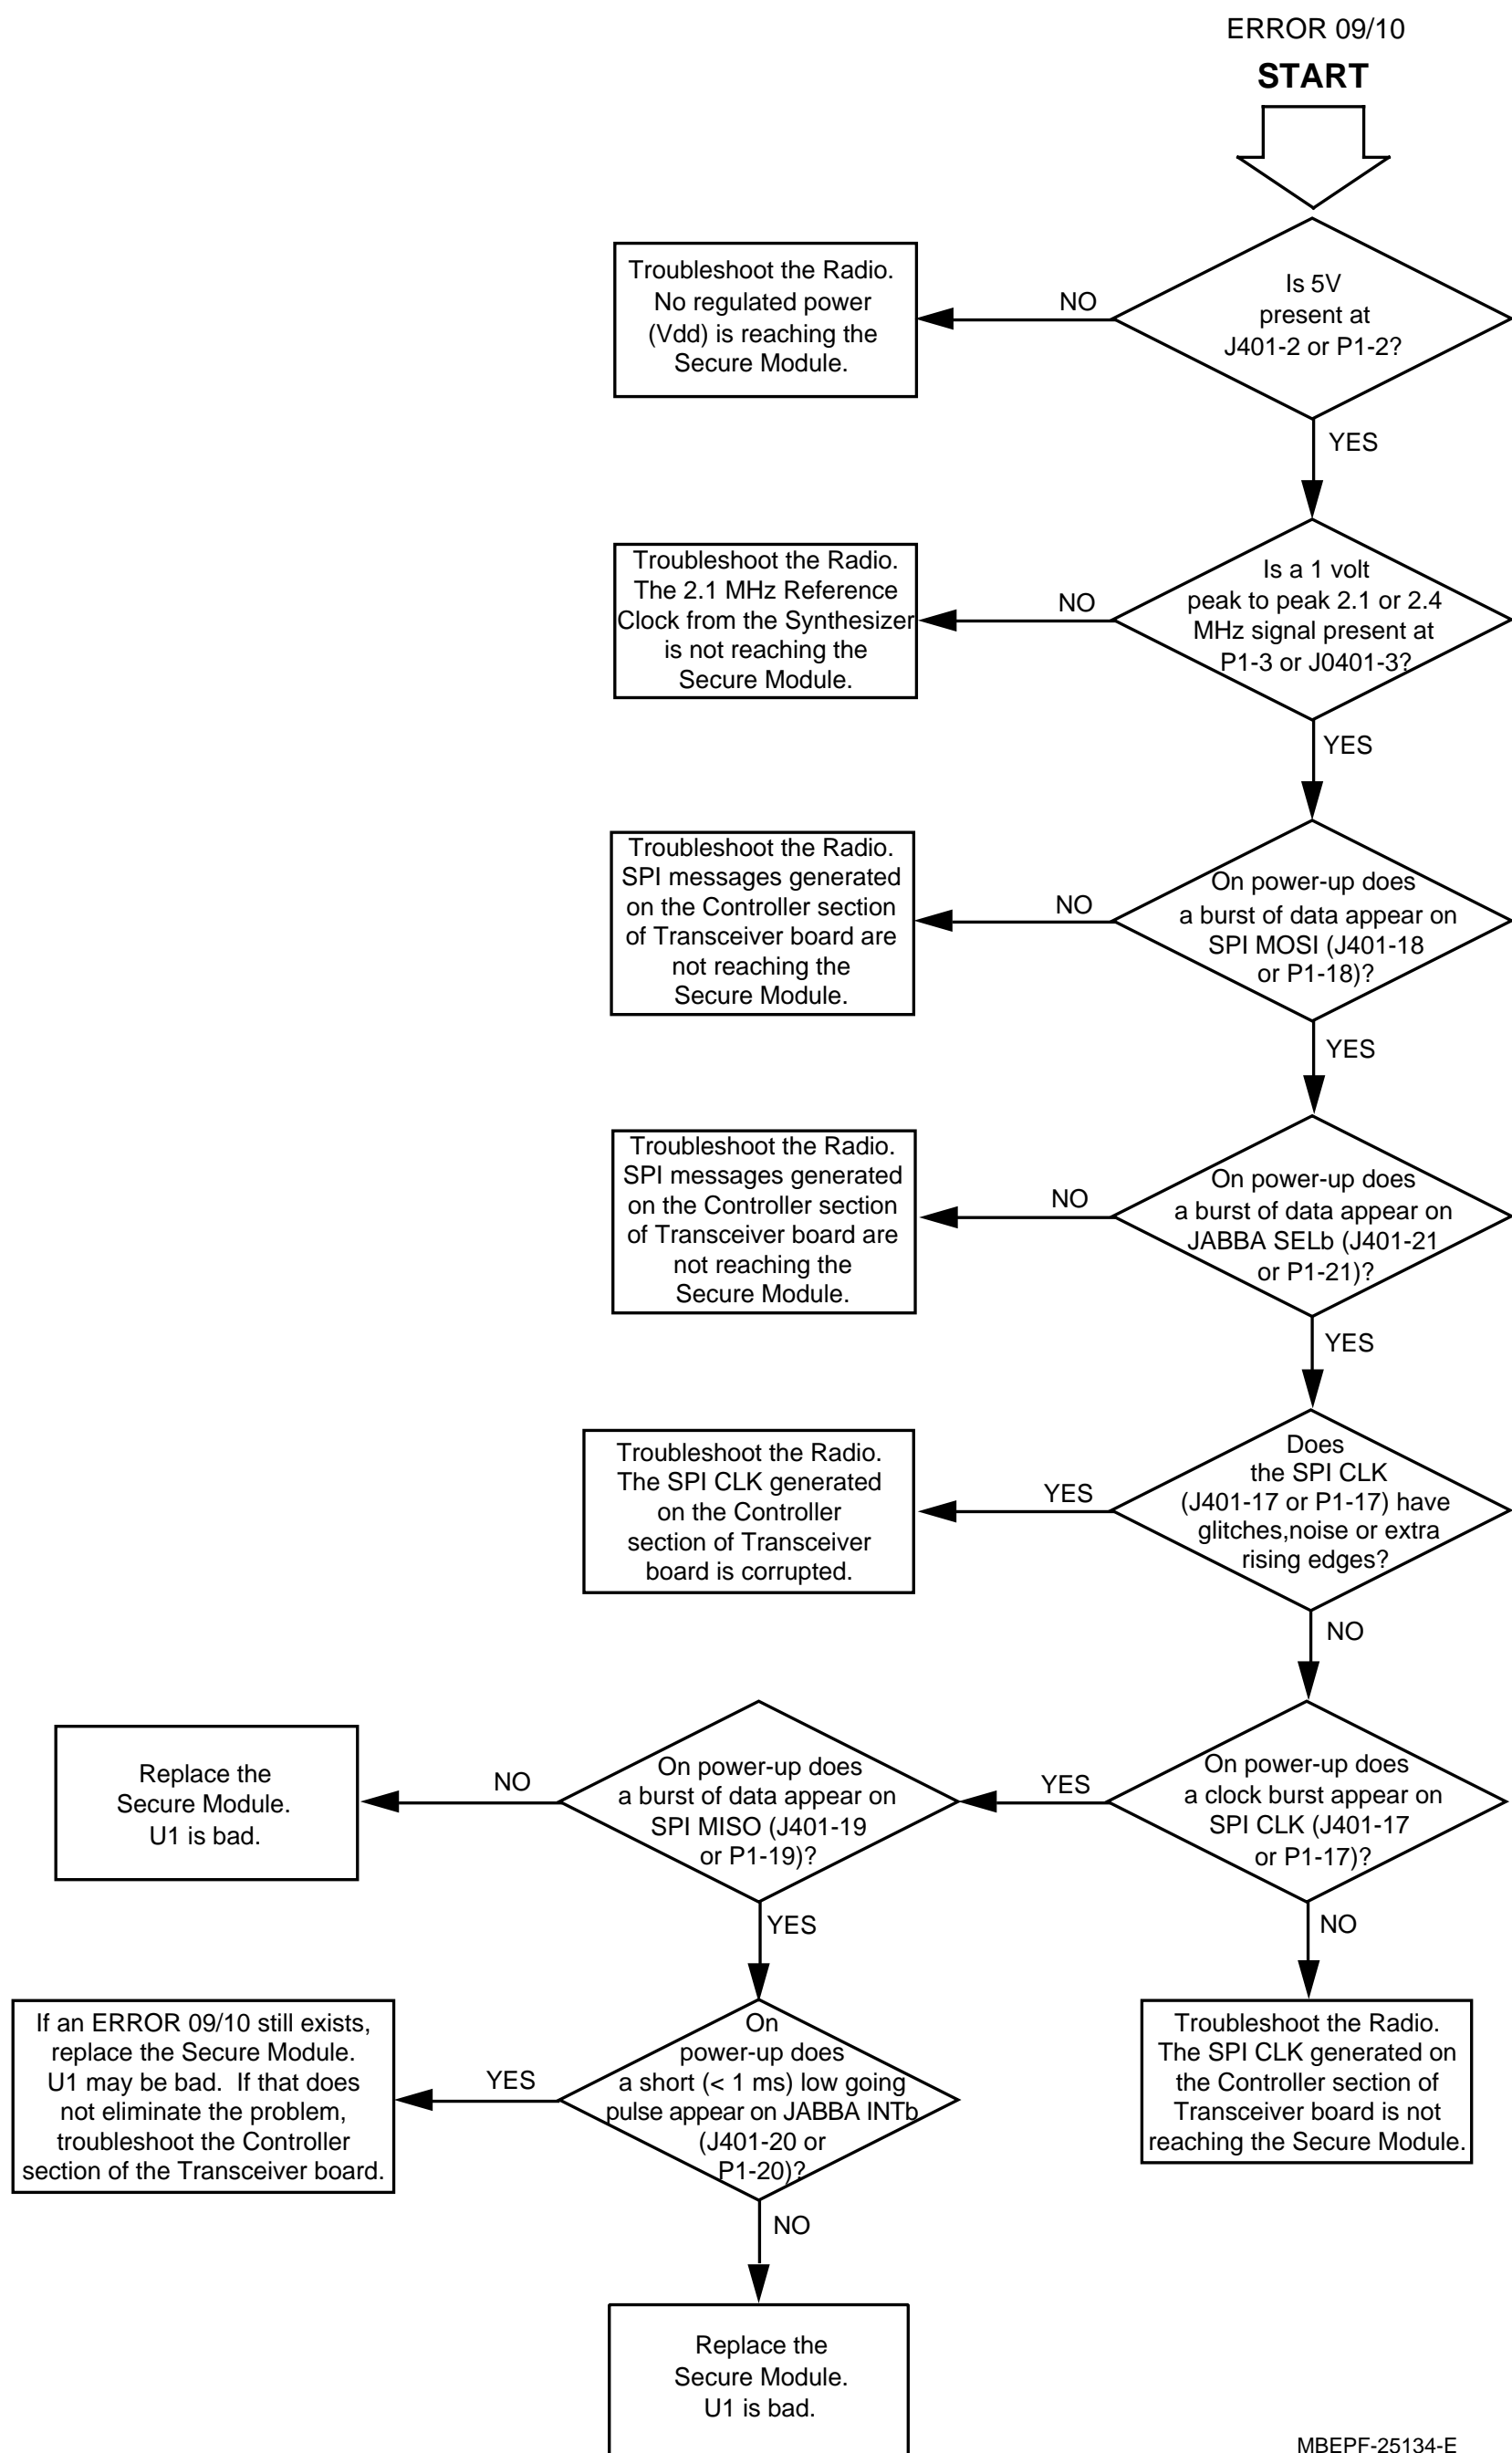 ERROR 09/10
START
Is 5V
present at
J401-2 or P1-2?
NO
Troubleshoot the Radio.
No regulated power
(Vdd) is reaching the
Secure Module.
YES
Is a 1 volt
peak to peak 2.1 or 2.4
MHz signal present at
P1-3 or J0401-3?
NO
Troubleshoot the Radio.
The 2.1 MHz Reference
Clock from the Synthesizer
is not reaching the
Secure Module.
YES
On power-up does
a burst of data appear on
SPI MOSI (J401-18
or P1-18)?
NO
Troubleshoot the Radio.
SPI messages generated
on the Controller section
of Transceiver board are
not reaching the
Secure Module.
YES
On power-up does
a burst of data appear on
JABBA SELb (J401-21
or P1-21)?
NO
Troubleshoot the Radio.
SPI messages generated
on the Controller section
of Transceiver board are
not reaching the
Secure Module.
YES
Does
the SPI CLK
(J401-17 or P1-17) have
glitches,noise or extra
rising edges?
YES
Troubleshoot the Radio.
The SPI CLK generated
on the Controller
section of Transceiver
board is corrupted.
NO
On power-up does
a clock burst appear on
SPI CLK (J401-17
or P1-17)?
YES
On power-up does
a burst of data appear on
SPI MISO (J401-19
or P1-19)?
NO
Replace the
Secure Module.
U1 is bad.
NO
Troubleshoot the Radio.
The SPI CLK generated on
the Controller section of
Transceiver board is not
reaching the Secure Module.
YES
On
power-up does
a short (< 1 ms) low going
pulse appear on JABBA INTb
(J401-20 or
P1-20)?
YES
If an ERROR 09/10 still exists,
replace the Secure Module.
U1 may be bad.  If that does
not eliminate the problem,
troubleshoot the Controller
section of the Transceiver board.
NO
Replace the
Secure Module.
U1 is bad.
MBEPF-25134-E